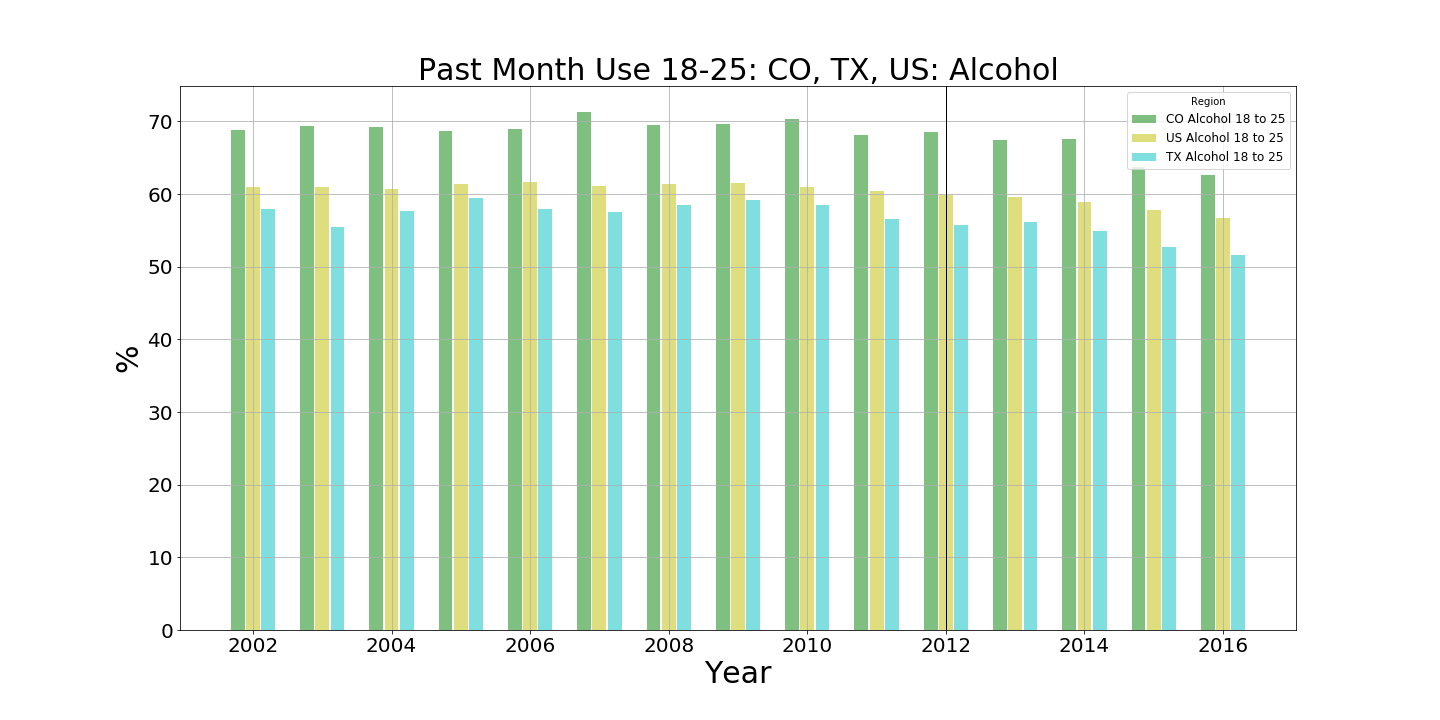 Past Month Use 18-25: CO, TX, US: Alcohol
Region
CO Alcohol 18 to 25
US Alcohol 18 to 25
TX Alcohol 18 to 25
70
60
50
40
30
20
10
0
%
2002 2004 2006 2008 2010 2012 2014 2016
Year